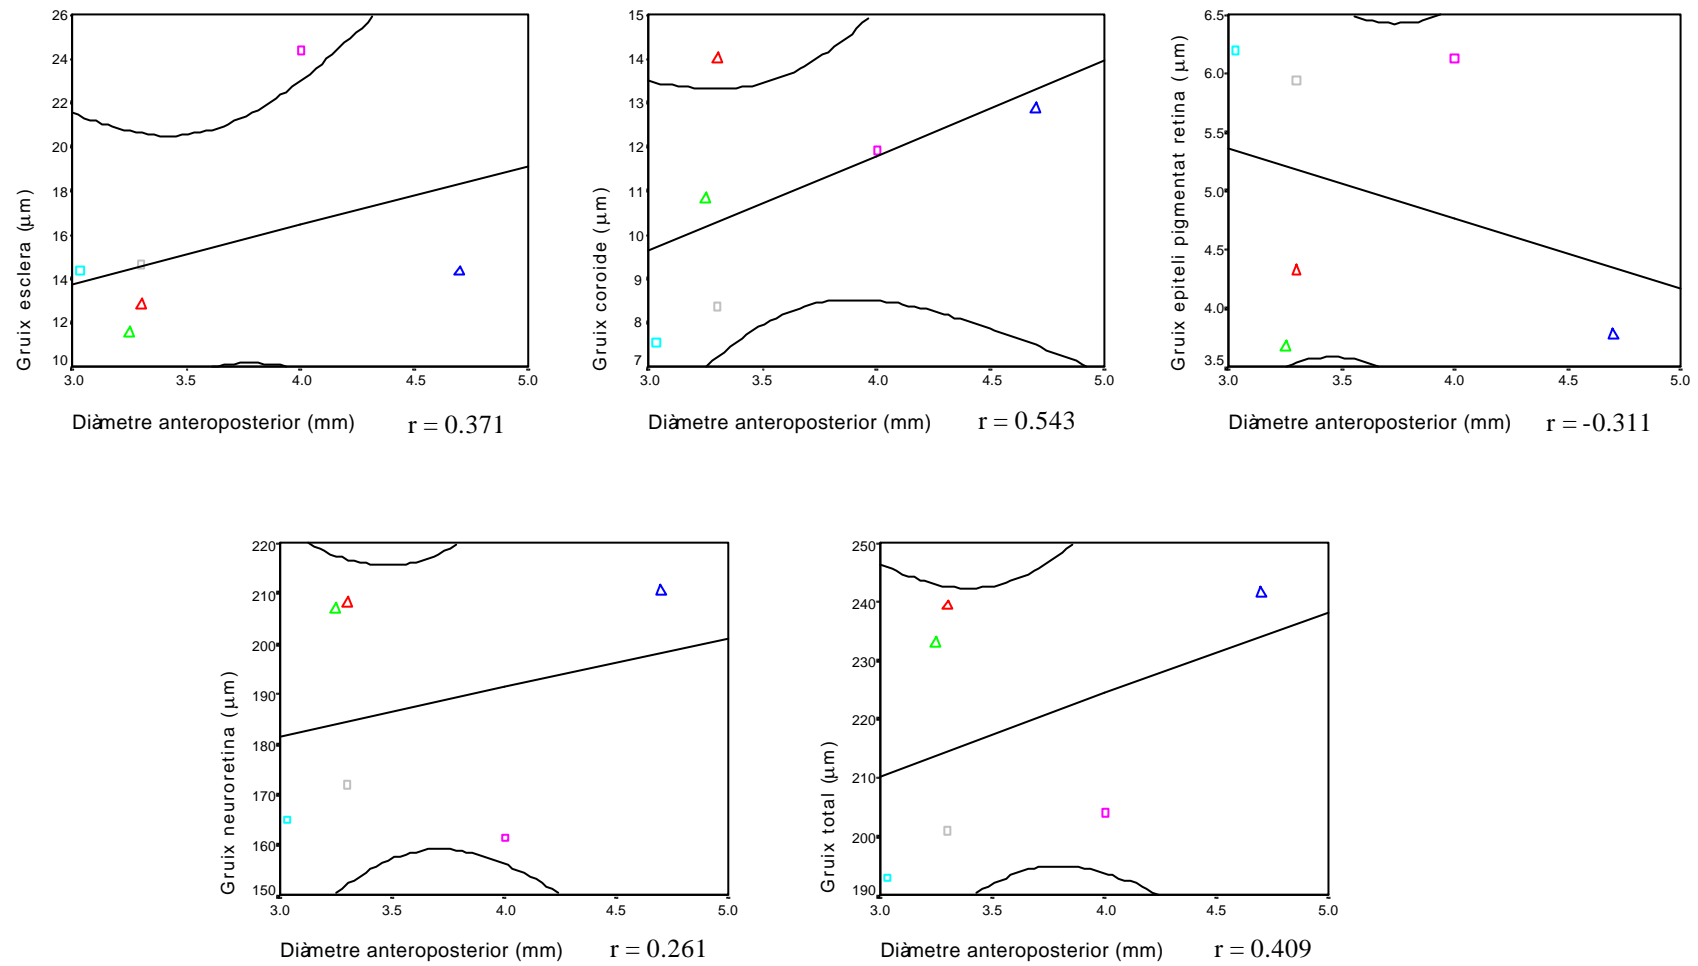 Gruix esclera (µm)
26
24
22
20
18
16
14
12
10
3.0 3.5 4.0 4.5 5.0
Diàmetre anteroposterior (mm) r = 0.371
Gruix coroide (µm)
15
14
13
12
11
10
9
8
7
3.0 3.5 4.0 4.5 5.0
Diàmetre anteroposterior (mm) r = 0.543
Gruix epiteli pigmentat retina (µm)
6.5
6.0
5.5
5.0
4.5
4.0
3.5
3.0 3.5 4.0 4.5 5.0
Diàmetre anteroposterior (mm) r = -0.311
Gruix neuroretina (µm)
220
210
200
190
180
170
160
150
3.0 3.5 4.0 4.5 5.0
Diàmetre anteroposterior (mm) r = 0.261
Gruix total (µm)
250
240
230
220
210
200
190
3.0 3.5 4.0 4.5 5.0
Diàmetre anteroposterior (mm) r = 0.409